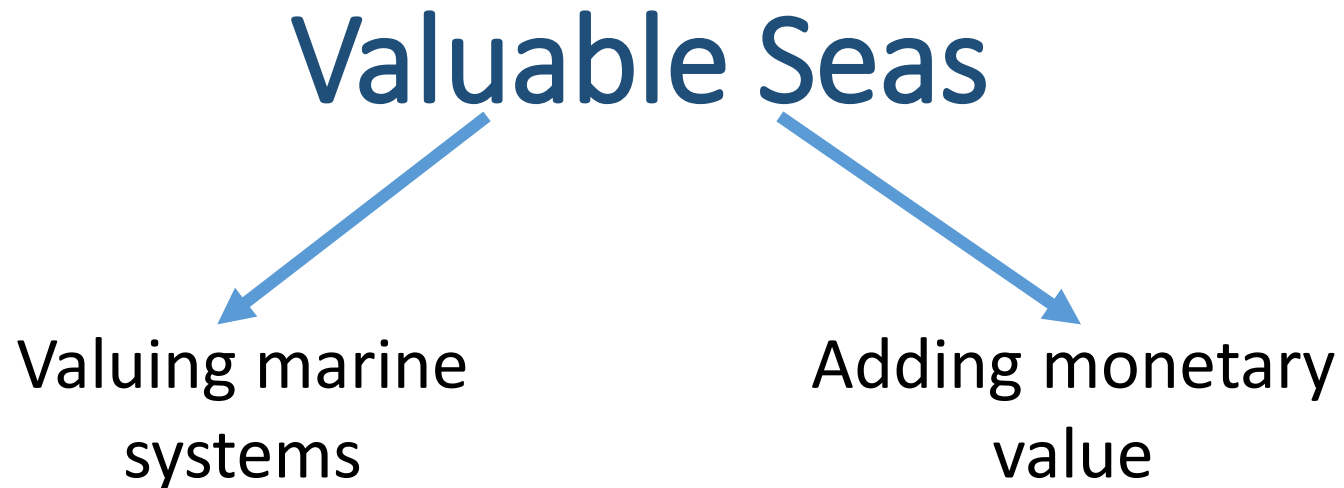 Valuable Seas
Valuing marine
systems
Adding monetary
value